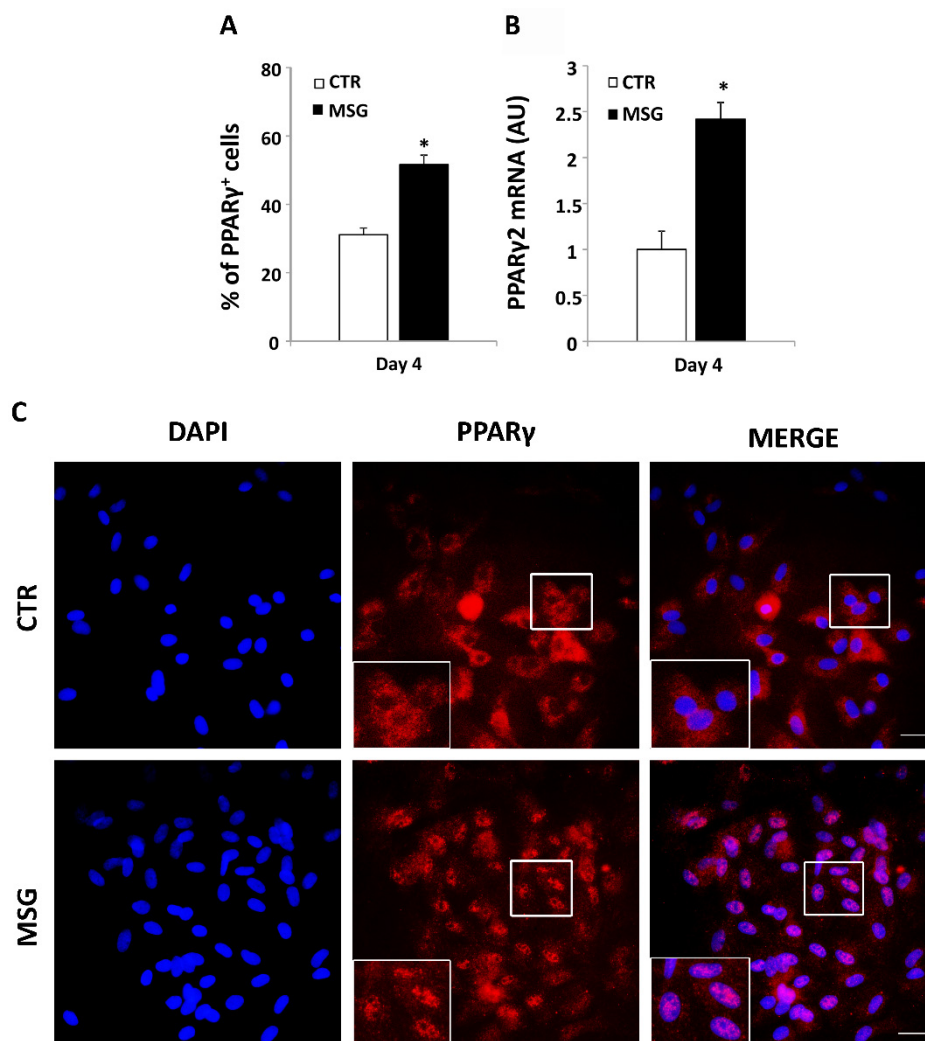 A
80
60
40
20
0
% of PPARγ⁺ cells
CTR
MSG
*
Day 4
B
3
2.5
2
1.5
1
0.5
0
PPARγ2 mRNA (AU)
CTR
MSG
*
Day 4
C
DAPI
PPARγ
MERGE
CTR
MSG